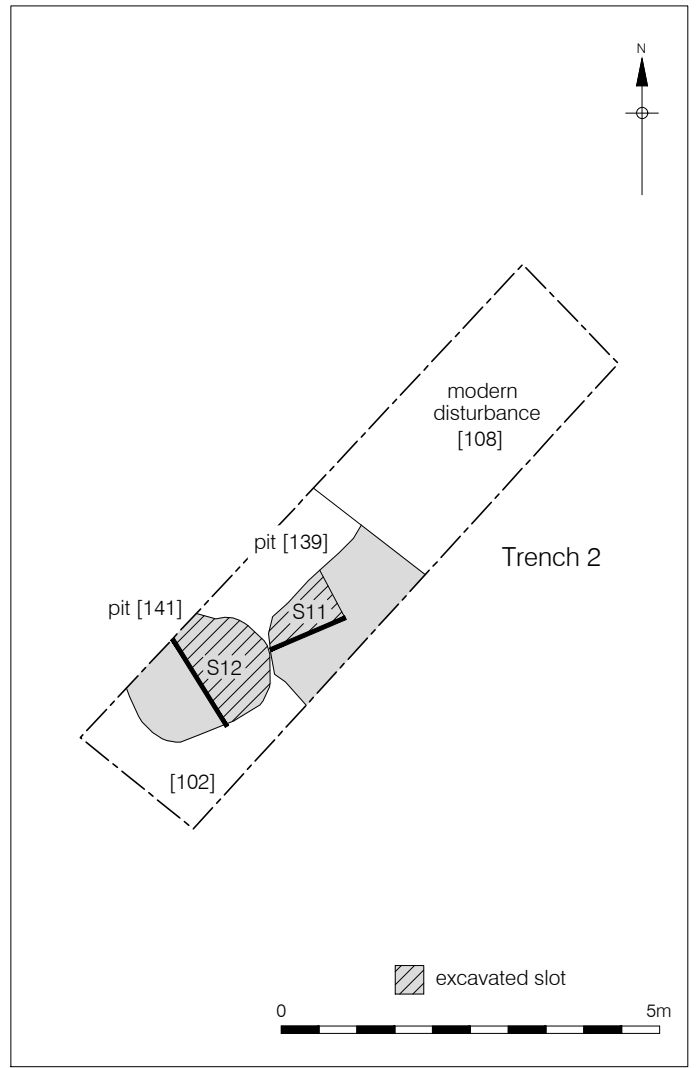 N
modern
disturbance
[108]
pit [139]
Trench 2
pit [141]
S11
S12
[102]
excavated slot
0
5m